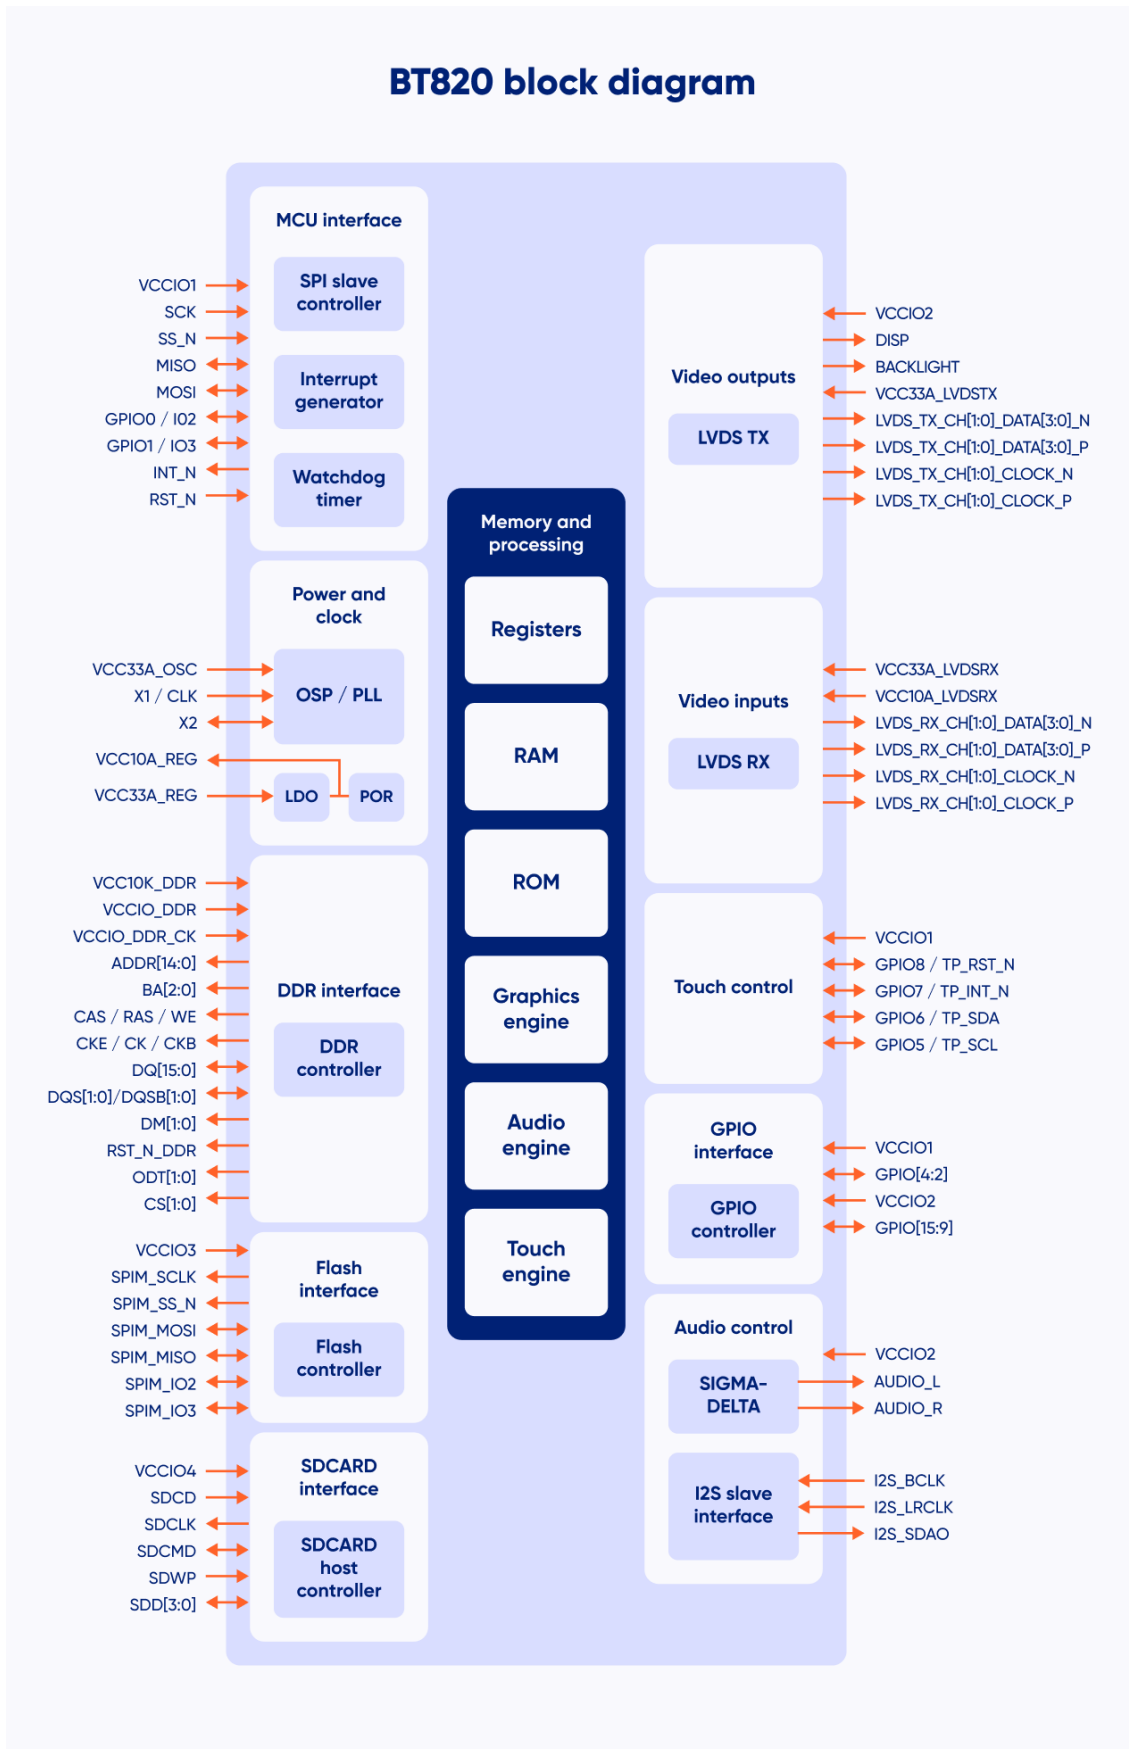 BT820 block diagram
MCU interface
SPI slave
controller
Interrupt
generator
Watchdog
timer
VCCIO1
SCK
SS_N
MISO
MOSI
GPIO0 / I02
GPIO1 / IO3
INT_N
RST_N
Power and
clock
OSP / PLL
LDO
POR
VCC33A_OSC
X1 / CLK
X2
VCC10A_REG
VCC33A_REG
DDR interface
DDR
controller
VCC10K_DDR
VCCIO_DDR
VCCIO_DDR_CK
ADDR[14:0]
BA[2:0]
CAS / RAS / WE
CKE / CK / CKB
DQ[15:0]
DQS[1:0]/DQSB[1:0]
DM[1:0]
RST_N_DDR
ODT[1:0]
CS[1:0]
Flash
interface
Flash
controller
VCCIO3
SPIM_SCLK
SPIM_SS_N
SPIM_MOSI
SPIM_MISO
SPIM_IO2
SPIM_IO3
SDCARD
interface
SDCARD
host
controller
VCCIO4
SDCD
SDCLK
SDCMD
SDWP
SDD[3:0]
Memory and
processing
Registers
RAM
ROM
Graphics
engine
Audio
engine
Touch
engine
Video outputs
LVDS TX
VCCIO2
DISP
BACKLIGHT
VCC33A_LVDSTX
LVDS_TX_CH[1:0]_DATA[3:0]_N
LVDS_TX_CH[1:0]_DATA[3:0]_P
LVDS_TX_CH[1:0]_CLOCK_N
LVDS_TX_CH[1:0]_CLOCK_P
Video inputs
LVDS RX
VCC33A_LVDSRX
VCC10A_LVDSRX
LVDS_RX_CH[1:0]_DATA[3:0]_N
LVDS_RX_CH[1:0]_DATA[3:0]_P
LVDS_RX_CH[1:0]_CLOCK_N
LVDS_RX_CH[1:0]_CLOCK_P
Touch control
VCCIO1
GPIO8 / TP_RST_N
GPIO7 / TP_INT_N
GPIO6 / TP_SDA
GPIO5 / TP_SCL
GPIO
interface
GPIO
controller
VCCIO1
GPIO[4:2]
VCCIO2
GPIO[15:9]
Audio control
SIGMA-
DELTA
I2S slave
interface
VCCIO2
AUDIO_L
AUDIO_R
I2S_BCLK
I2S_LRCLK
I2S_SDAO